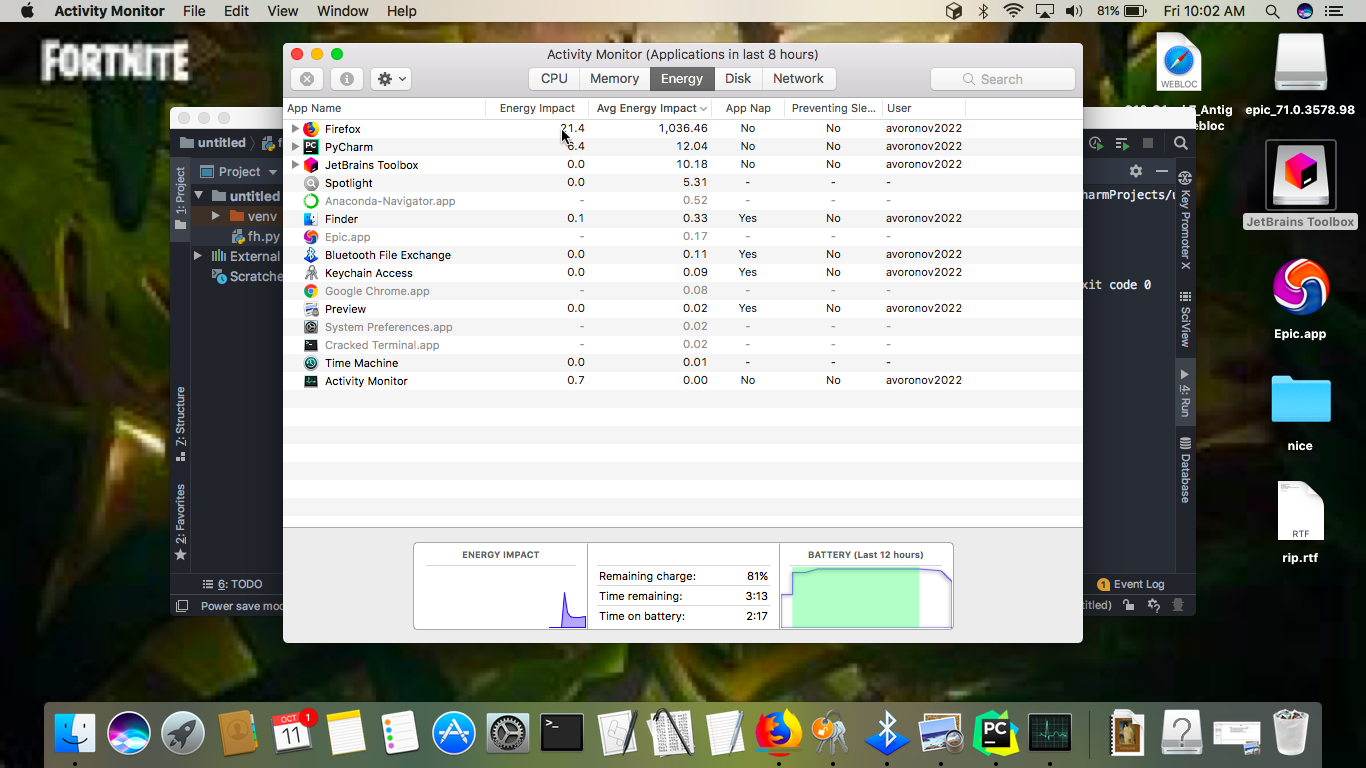 Activity Monitor File Edit View Window Help 81% Fri 10:02 AM
FORTNITE
Activity Monitor (Applications in last 8 hours)
CPU Memory Energy Disk Network Search
App Name Energy Impact Avg Energy Impact App Nap Preventing Sle... User
Firefox 21.4 1,036.46 No No avoronov2022
PyCharm 6.4 12.04 No No avoronov2022
JetBrains Toolbox 0.0 10.18 No No avoronov2022
Spotlight 0.0 5.31 - - -
Anaconda-Navigator.app - 0.52 - - -
Finder 0.1 0.33 Yes No avoronov2022
Epic.app - 0.17 - - -
Bluetooth File Exchange 0.0 0.11 Yes No avoronov2022
Keychain Access 0.0 0.09 Yes No avoronov2022
Google Chrome.app - 0.08 - - -
Preview 0.0 0.02 Yes No avoronov2022
System Preferences.app - 0.02 - - -
Cracked Terminal.app - 0.02 - - -
Time Machine 0.0 0.01 - - -
Activity Monitor 0.7 0.00 No No avoronov2022
ENERGY IMPACT
Remaining charge: 81%
Time remaining: 3:13
Time on battery: 2:17
BATTERY (Last 12 hours)
untitled
1: Project
Project
untitled
venv
fh.py
External
Scratche
7: Structure
2: Favorites
6: TODO
Power save mod
harmProjects/u
xit code 0
Key Promoter X
SciView
4: Run
Database
1 Event Log
titled)
WEBLOC
Antig
ebloc
epic_71.0.3578.98
JetBrains Toolbox
Epic.app
nice
RTF
rip.rtf
OCT 1
11
>_
PC